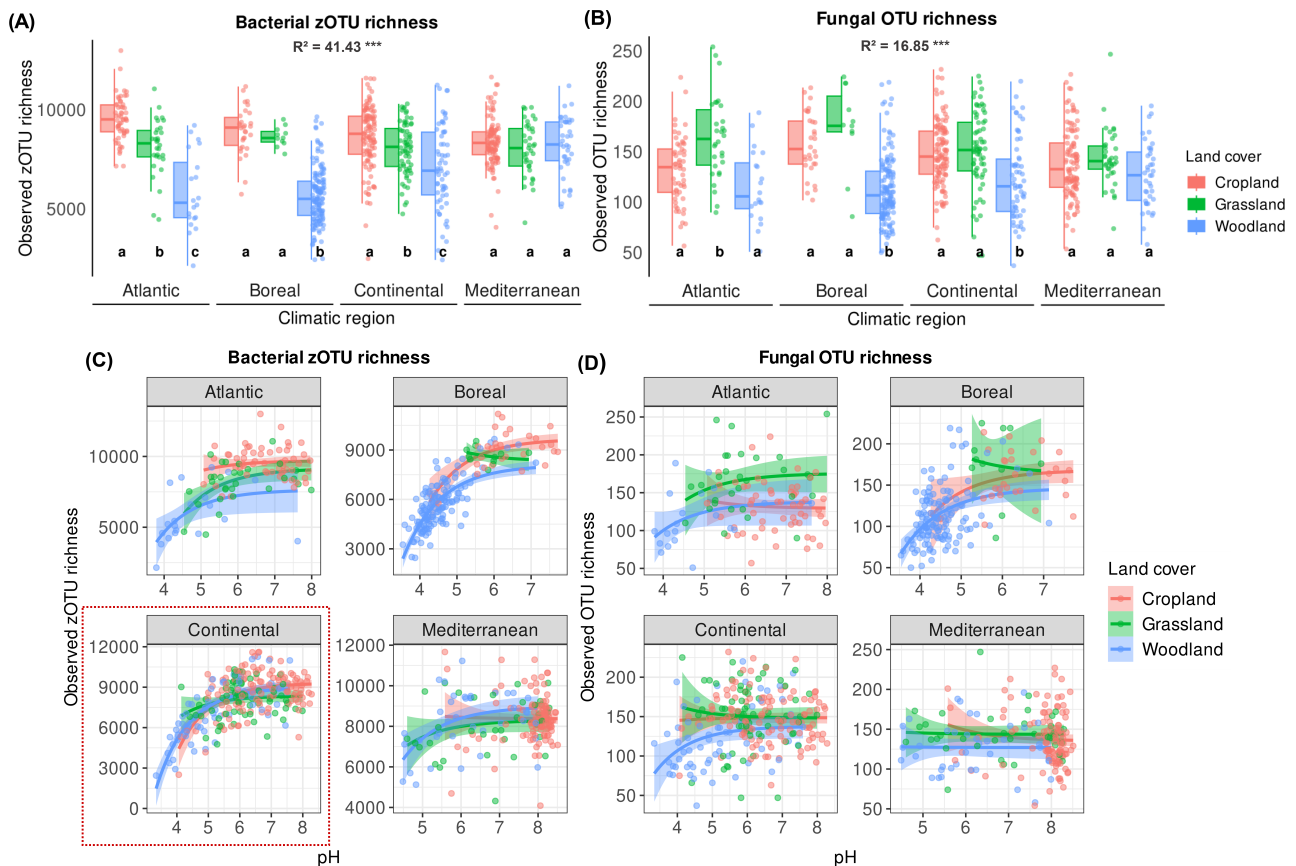 (A)
Bacterial zOTU richness
R² = 41.43 ***
Observed zOTU richness
10000
5000
a b c a a b a b c a a a
Atlantic Boreal Continental Mediterranean
Climatic region
(B)
Fungal OTU richness
R² = 16.85 ***
Observed OTU richness
250
200
150
100
50
a b a a a b a a b a a a
Atlantic Boreal Continental Mediterranean
Climatic region
Land cover
Cropland
Grassland
Woodland
(C)
Bacterial zOTU richness
Observed zOTU richness
Atlantic
10000
5000
4 5 6 7 8
Boreal
9000
6000
3000
4 5 6 7
Continental
12000
9000
6000
3000
0
4 5 6 7 8
Mediterranean
12000
10000
8000
6000
4000
5 6 7 8
pH
(D)
Fungal OTU richness
Observed OTU richness
Atlantic
250
200
150
100
50
4 5 6 7 8
Boreal
200
150
100
50
4 5 6 7
Continental
200
150
100
50
4 5 6 7 8
Mediterranean
250
200
150
100
50
5 6 7 8
pH
Land cover
Cropland
Grassland
Woodland